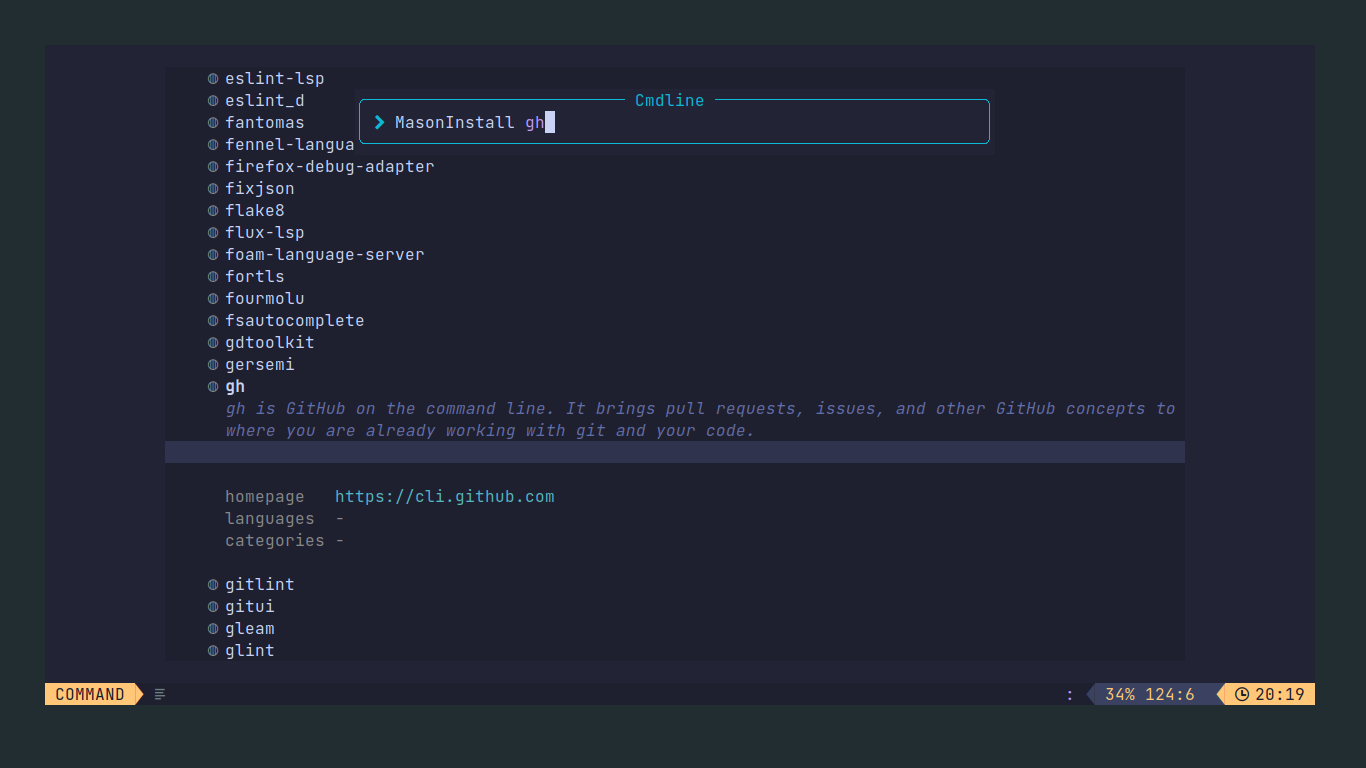 eslint-lsp
eslint_d
Cmdline
fantomas
MasonInstall gh
fennel-langua
firefox-debug-adapter
fixjson
flake8
flux-lsp
foam-language-server
fortls
fourmolu
fsautocomplete
gdtoolkit
gersemi
gh
gh is GitHub on the command line. It brings pull requests, issues, and other GitHub concepts to
where you are already working with git and your code.
homepage https://cli.github.com
languages -
categories -
gitlint
gitui
gleam
glint
COMMAND : 34% 124:6 20:19